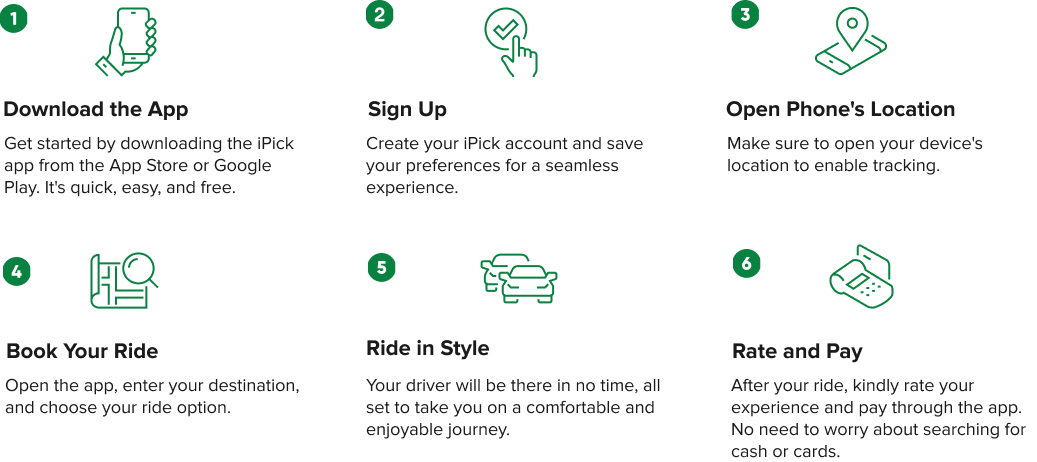 1
Download the App
Get started by downloading the iPick
app from the App Store or Google
Play. It's quick, easy, and free.
2
Sign Up
Create your iPick account and save
your preferences for a seamless
experience.
3
Open Phone's Location
Make sure to open your device's
location to enable tracking.
4
Book Your Ride
Open the app, enter your destination,
and choose your ride option.
5
Ride in Style
Your driver will be there in no time, all
set to take you on a comfortable and
enjoyable journey.
6
Rate and Pay
After your ride, kindly rate your
experience and pay through the app.
No need to worry about searching for
cash or cards.